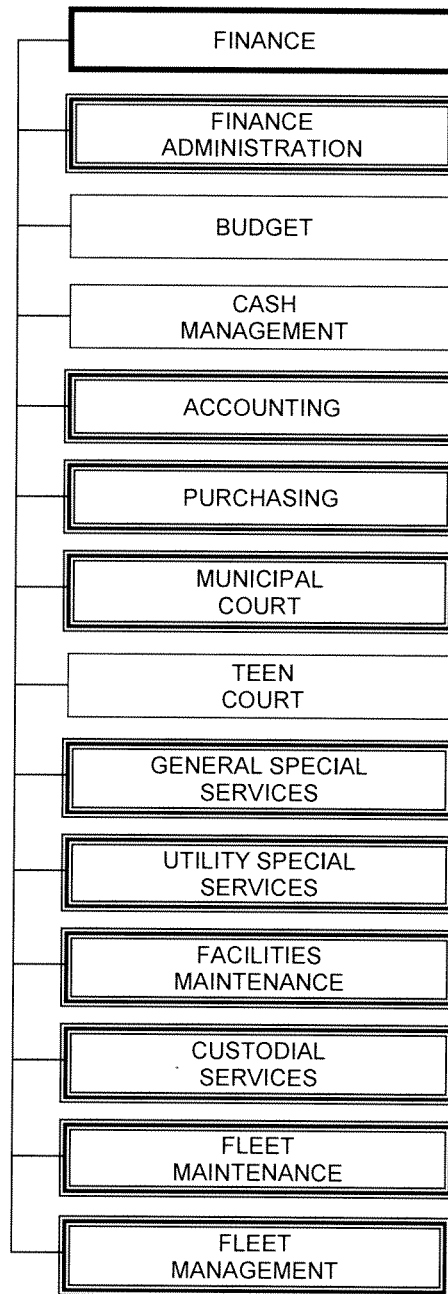 FINANCE
FINANCE
ADMINISTRATION
BUDGET
CASH
MANAGEMENT
ACCOUNTING
PURCHASING
MUNICIPAL
COURT
TEEN
COURT
GENERAL SPECIAL
SERVICES
UTILITY SPECIAL
SERVICES
FACILITIES
MAINTENANCE
CUSTODIAL
SERVICES
FLEET
MAINTENANCE
FLEET
MANAGEMENT